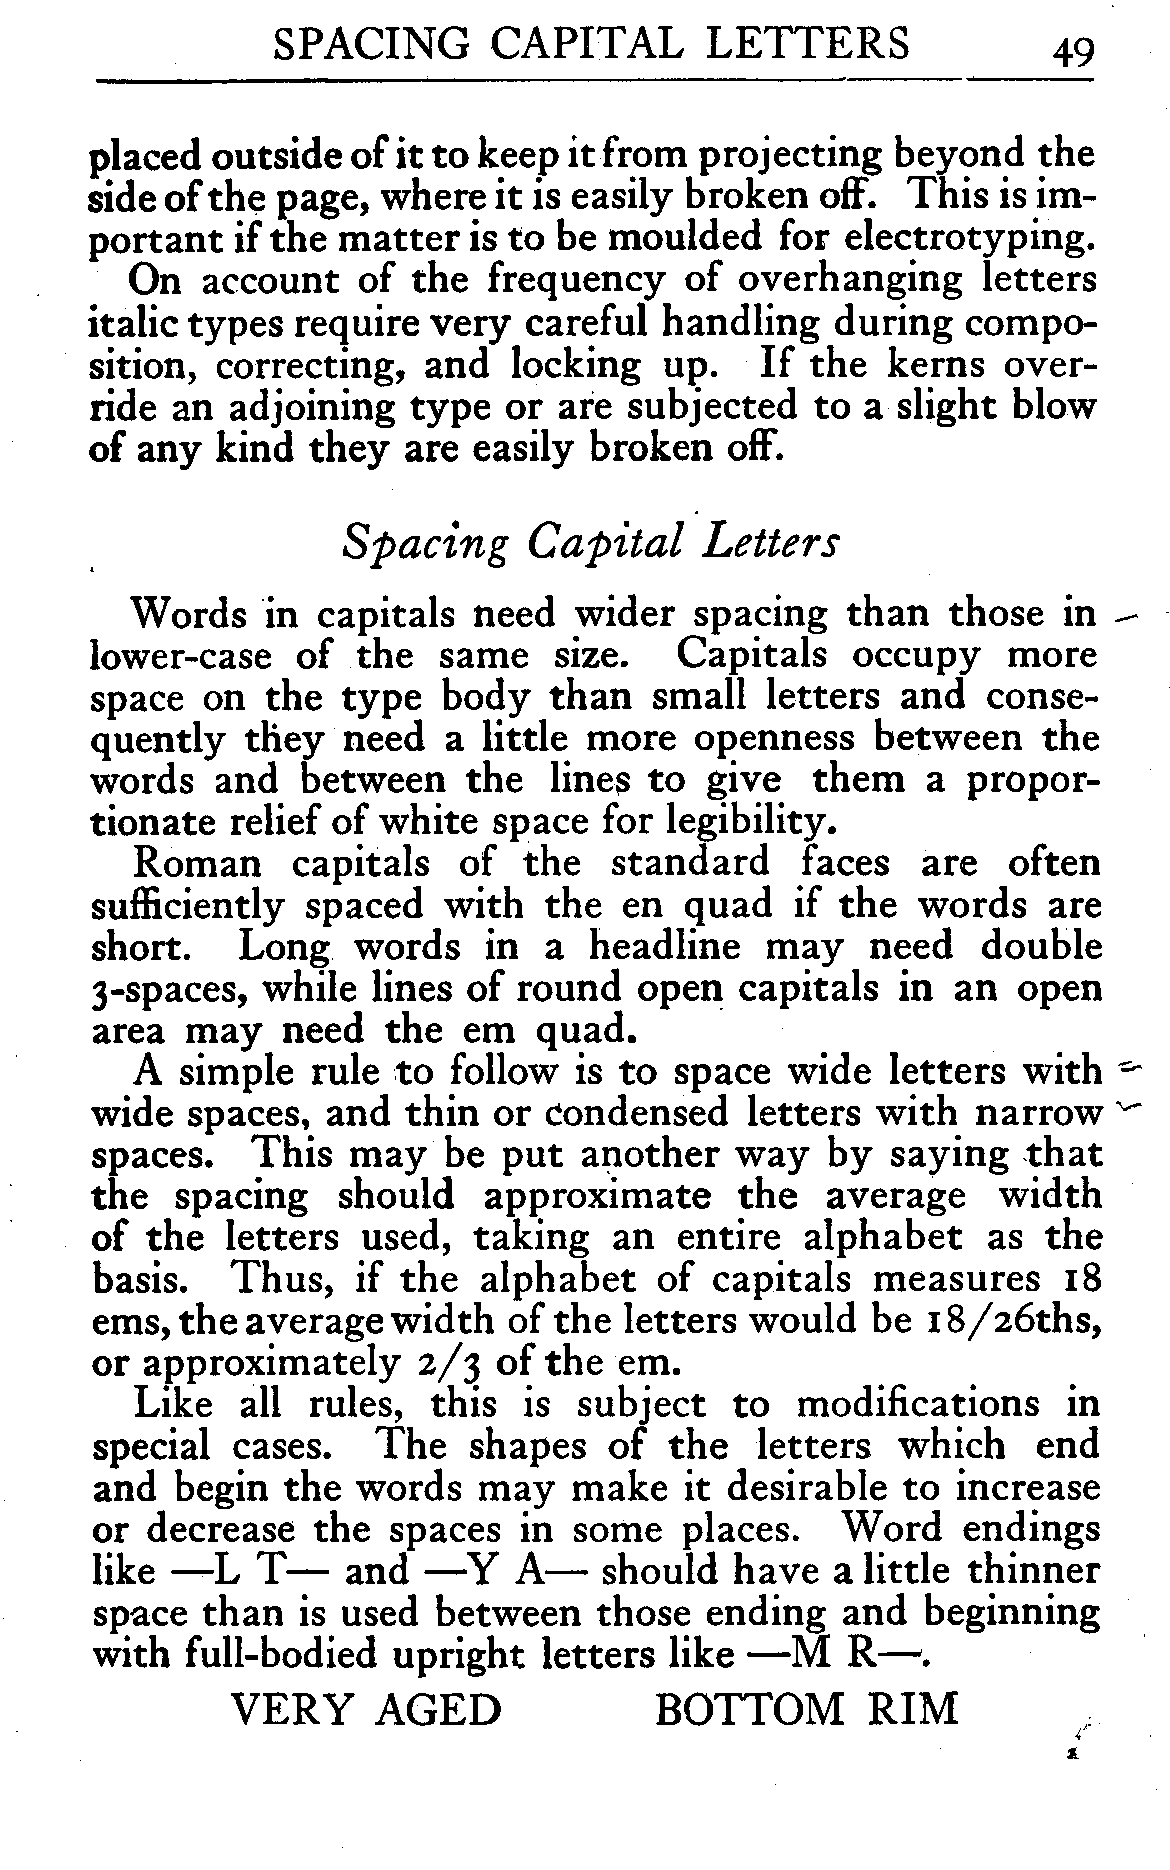 SPACING CAPITAL LETTERS 49
placed outside of it to keep it from projecting beyond the
side of the page, where it is easily broken off. This is im-
portant if the matter is to be moulded for electrotyping.
On account of the frequency of overhanging letters
italic types require very careful handling during compo-
sition, correcting, and locking up. If the kerns over-
ride an adjoining type or are subjected to a slight blow
of any kind they are easily broken off.
Spacing Capital Letters
Words in capitals need wider spacing than those in
lower-case of the same size. Capitals occupy more
space on the type body than small letters and conse-
quently they need a little more openness between the
words and between the lines to give them a propor-
tionate relief of white space for legibility.
Roman capitals of the standard faces are often
sufficiently spaced with the en quad if the words are
short. Long words in a headline may need double
3-spaces, while lines of round open capitals in an open
area may need the em quad.
A simple rule to follow is to space wide letters with
wide spaces, and thin or condensed letters with narrow
spaces. This may be put another way by saying that
the spacing should approximate the average width
of the letters used, taking an entire alphabet as the
basis. Thus, if the alphabet of capitals measures 18
ems, the average width of the letters would be 18/26ths,
or approximately 2/3 of the em.
Like all rules, this is subject to modifications in
special cases. The shapes of the letters which end
and begin the words may make it desirable to increase
or decrease the spaces in some places. Word endings
like —L T— and —Y A— should have a little thinner
space than is used between those ending and beginning
with full-bodied upright letters like —M R—.
VERY AGED BOTTOM RIM